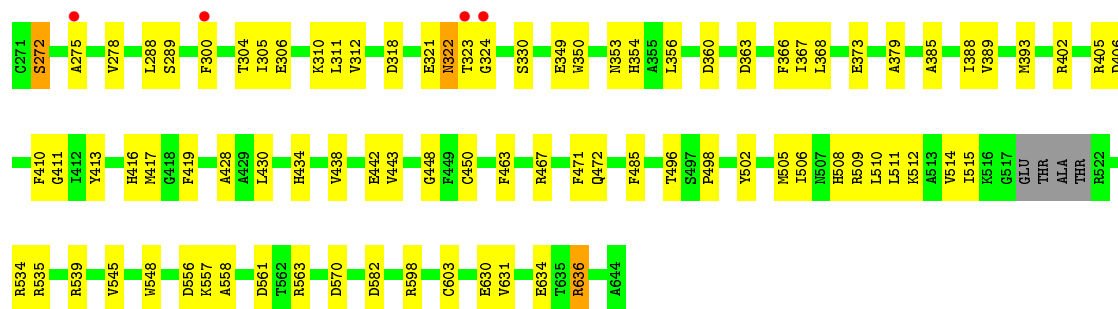 C271 S272 A275 V278 L288 S289 F300 T304 I305 E306 K310 L311 V312 D318 E321 N322 T323 G324 S330 E349 W350 N353 H354 A355 L356 D360 D363 F366 I367 L368 E373 A379 A385 I388 V389 M393 R402 R405 D406
F410 G411 I412 Y413 H416 M417 G418 F419 A428 A429 L430 H434 V438 E442 V443 G448 F449 C450 F463 R467 F471 Q472 F485 T496 S497 P498 Y502 M505 I506 N507 H508 R509 L510 L511 K512 A513 V514 I515 K516 G517 GLU THR ALA THR R522
R534 R535 R539 V545 W548 D556 K557 A558 D561 T562 R563 D570 D582 R598 C603 E630 V631 E634 T635 R636 A644